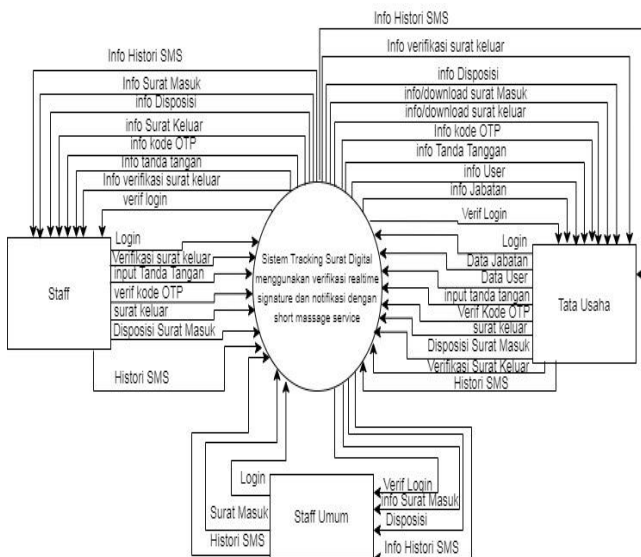 Info Histori SMS
Info verifikasi surat keluar
info Disposisi
info/download surat Masuk
info/download surat keluar
Info kode OTP
info Tanda Tanggan
info User
info Jabatan
Verif Login
Info Histori SMS
Info Surat Masuk
info Disposisi
info Surat Keluar
info kode OTP
Info tanda tangan
Info verifikasi surat keluar
verif login
Staff
Login
Verifikasi surat keluar
input Tanda Tangan
verif kode OTP
surat keluar
Disposisi Surat Masuk
Histori SMS
Sistem Tracking Surat Digital
menggunakan verifikasi realtime
signature dan notifikasi dengan
short massage service
Login
Data Jabatan
Data User
input tanda tangan
Verif Kode OTP
surat keluar
Disposisi Surat Masuk
Verifikasi Surat Keluar
Histori SMS
Tata Usaha
Login
Surat Masuk
Histori SMS
Staff Umum
Verif Login
info Surat Masuk
Disposisi
Info Histori SMS